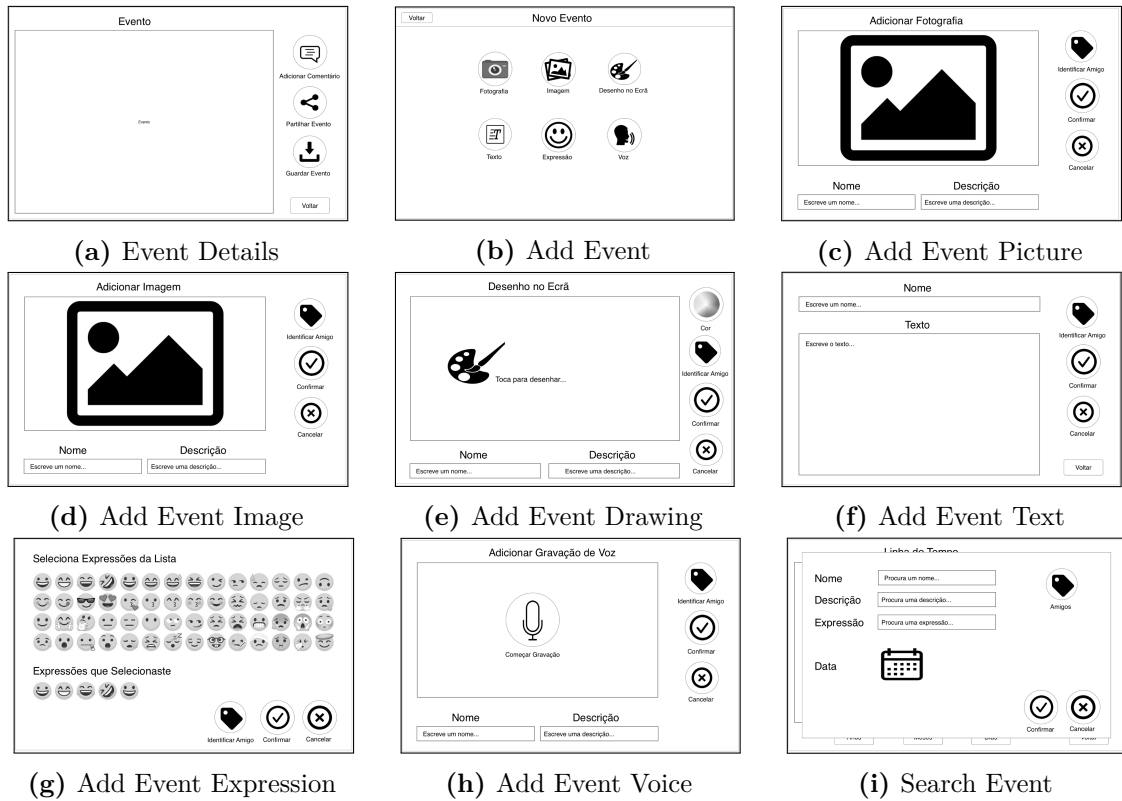 Evento
Evento
Adicionar Comentário
Partilhar Evento
Guardar Evento
Voltar
(a) Event Details
Voltar
Novo Evento
Fotografia
Imagem
Desenho no Ecrã
T
Texto
Expressão
Voz
(b) Add Event
Adicionar Fotografia
Identificar Amigo
Confirmar
Cancelar
Nome
Descrição
Escreve um nome...
Escreve uma descrição...
(c) Add Event Picture
Adicionar Imagem
Identificar Amigo
Confirmar
Cancelar
Nome
Descrição
Escreve um nome...
Escreve uma descrição...
(d) Add Event Image
Desenho no Ecrã
Toca para desenhar...
Cor
Identificar Amigo
Confirmar
Cancelar
Nome
Descrição
Escreve um nome...
Escreve uma descrição...
(e) Add Event Drawing
Nome
Escreve um nome...
Texto
Escreve o texto...
Identificar Amigo
Confirmar
Cancelar
Voltar
(f) Add Event Text
Seleciona Expressões da Lista
Expressões que Selecionaste
Identificar Amigo
Confirmar
Cancelar
(g) Add Event Expression
Adicionar Gravação de Voz
Começar Gravação
Identificar Amigo
Confirmar
Cancelar
Nome
Descrição
Escreve um nome...
Escreve uma descrição...
(h) Add Event Voice
Linha do Tempo
Nome
Procura um nome...
Descrição
Procura uma descrição...
Expressão
Procura uma expressão...
Data
Amigos
Confirmar
Cancelar
Voltar
(i) Search Event